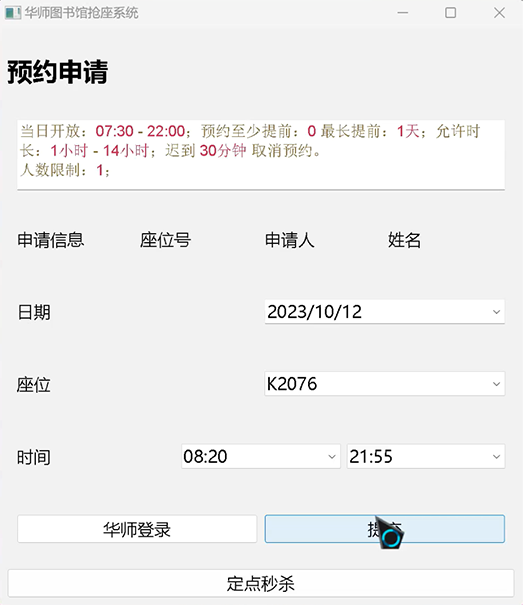 华师图书馆抢座系统
预约申请
当日开放：07:30 - 22:00；预约至少提前：0 最长提前：1天；允许时
长：1小时 - 14小时；迟到 30分钟 取消预约。
人数限制：1；
申请信息 座位号 申请人 姓名
日期 2023/10/12
座位 K2076
时间 08:20 21:55
华师登录 提
定点秒杀